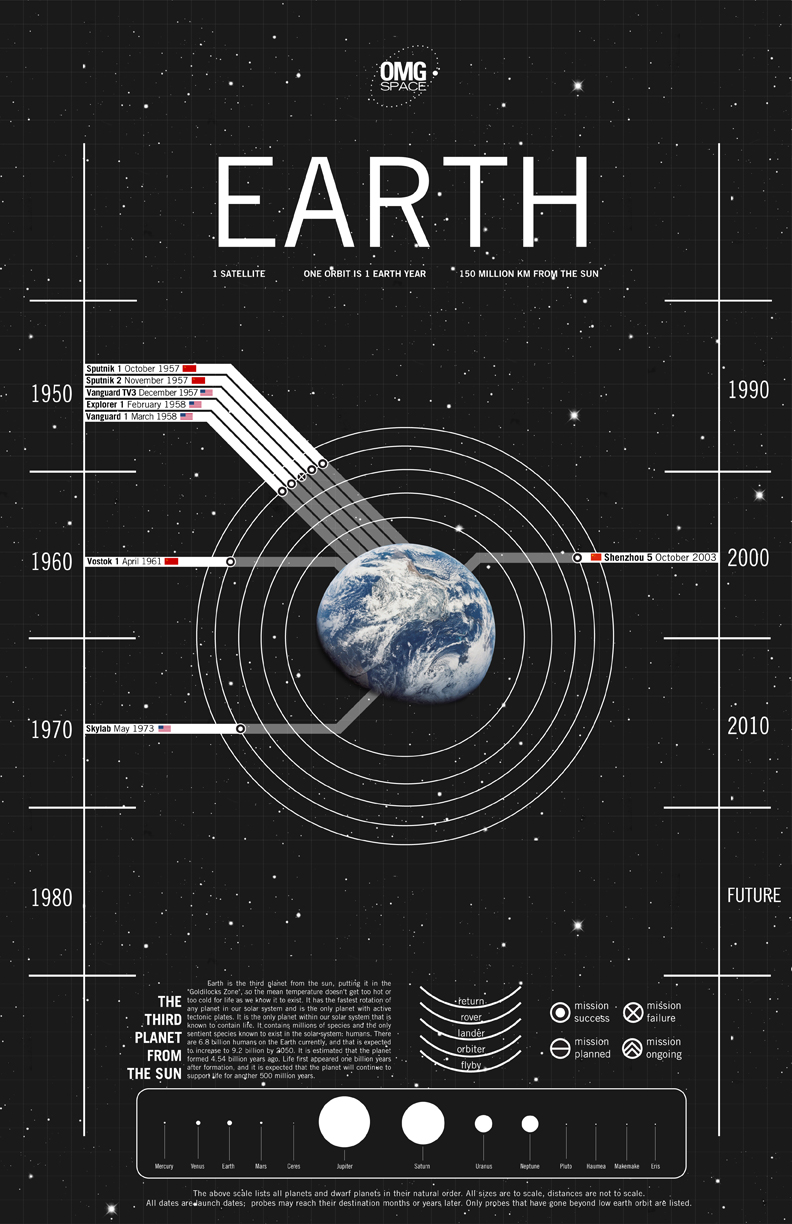 OMG
SPACE
EARTH
1 SATELLITE
ONE ORBIT IS 1 EARTH YEAR
150 MILLION KM FROM THE SUN
1950
1960
1970
1980
Sputnik 1 October 1957
Sputnik 2 November 1957
Vanguard TV3 December 1957
Explorer 1 February 1958
Vanguard 1 March 1958
Vostok 1 April 1961
Skylab May 1973
Shenzhou 5 October 2003
1990
2000
2010
FUTURE
THE
THIRD
PLANET
FROM
THE SUN
Earth is the third planet from the sun, putting it in the
"Goldilocks Zone", so the mean temperature doesn't get too hot or
too cold for life as we know it to exist. It has the fastest rotation of
any planet in our solar system and is the only planet with active
tectonic plates. It is the only planet within our solar system that is
known to contain life. It contains millions of species and the only
sentient species known to exist in the solar system: humans. There
are 6.8 billion humans on the Earth currently, and that is expected
to increase to 9.2 billion by 2050. It is estimated that the planet
formed 4.54 billion years ago. Life first appeared one billion years
after formation, and it is expected that the planet will continue to
support life for another 500 million years.
return
rover
lander
orbiter
flyby
mission
success
mission
failure
mission
planned
mission
ongoing
Mercury
Venus
Earth
Mars
Ceres
Jupiter
Saturn
Uranus
Neptune
Pluto
Haumea
Makemake
Eris
The above scale lists all planets and dwarf planets in their natural order. All sizes are to scale, distances are not to scale.
All dates are launch dates; probes may reach their destination months or years later. Only probes that have gone beyond low earth orbit are listed.